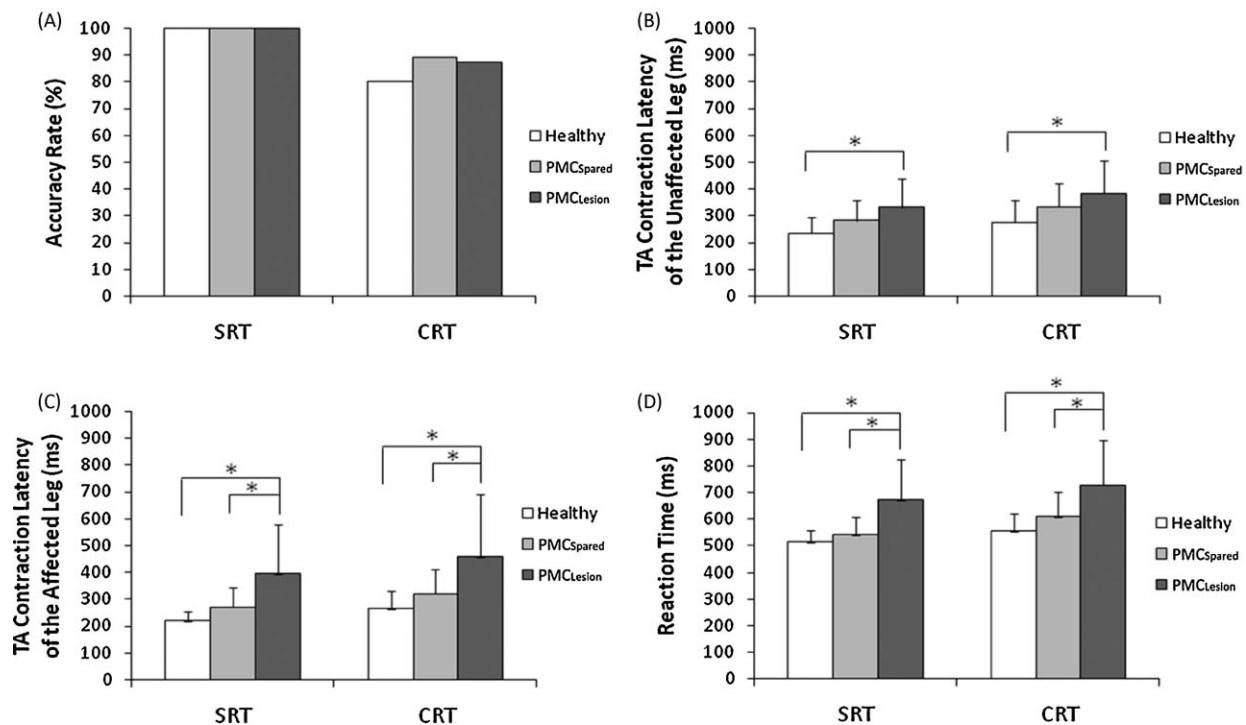 (A)
Accuracy Rate (%)
100
90
80
70
60
50
40
30
20
10
0
SRT
CRT
Healthy
PMCSpared
PMCLesion
(B)
TA Contraction Latency
of the Unaffected Leg (ms)
1000
900
800
700
600
500
400
300
200
100
0
*
*
SRT
CRT
Healthy
PMCSpared
PMCLesion
(C)
TA Contraction Latency
of the Affected Leg (ms)
1000
900
800
700
600
500
400
300
200
100
0
*
*
*
*
SRT
CRT
Healthy
PMCSpared
PMCLesion
(D)
Reaction Time (ms)
1000
900
800
700
600
500
400
300
200
100
0
*
*
*
*
SRT
CRT
Healthy
PMCSpared
PMCLesion